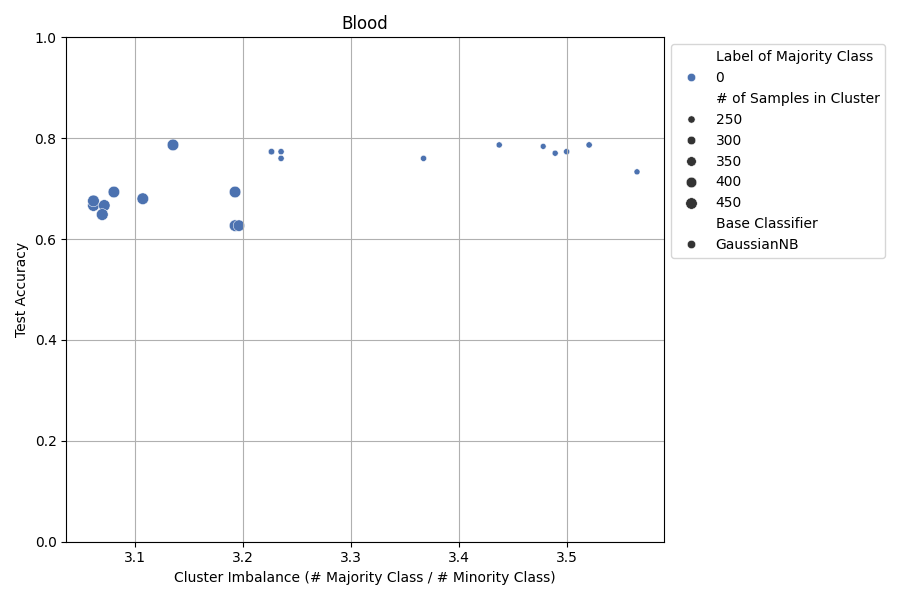 Blood
1.0
0.8
0.6
0.4
0.2
0.0
Test Accuracy
3.1
3.2
3.3
3.4
3.5
Cluster Imbalance (# Majority Class / # Minority Class)
Label of Majority Class
0
# of Samples in Cluster
250
300
350
400
450
Base Classifier
GaussianNB